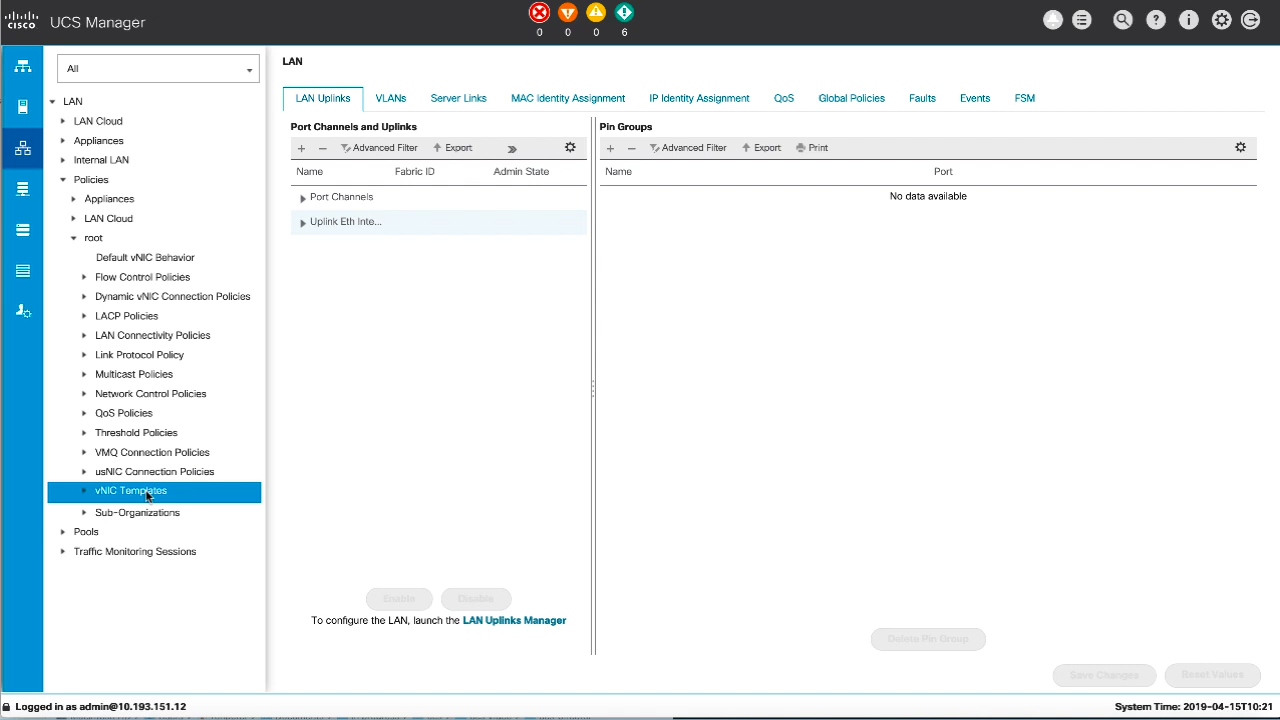 cisco UCS Manager
0 0 0 6
All
LAN
LAN Cloud
Appliances
Internal LAN
Policies
Appliances
LAN Cloud
root
Default vNIC Behavior
Flow Control Policies
Dynamic vNIC Connection Policies
LACP Policies
LAN Connectivity Policies
Link Protocol Policy
Multicast Policies
Network Control Policies
QoS Policies
Threshold Policies
VMQ Connection Policies
usNIC Connection Policies
vNIC Templates
Sub-Organizations
Pools
Traffic Monitoring Sessions
LAN
LAN Uplinks VLANs Server Links MAC Identity Assignment IP Identity Assignment QoS Global Policies Faults Events FSM
Port Channels and Uplinks
Advanced Filter Export
Name Fabric ID Admin State
Port Channels
Uplink Eth Inte...
Enable Disable
To configure the LAN, launch the LAN Uplinks Manager
Pin Groups
Advanced Filter Export Print
Name Port
No data available
Delete Pin Group
Save Changes Reset Values
Logged in as admin@10.193.151.12
System Time: 2019-04-15T10:21